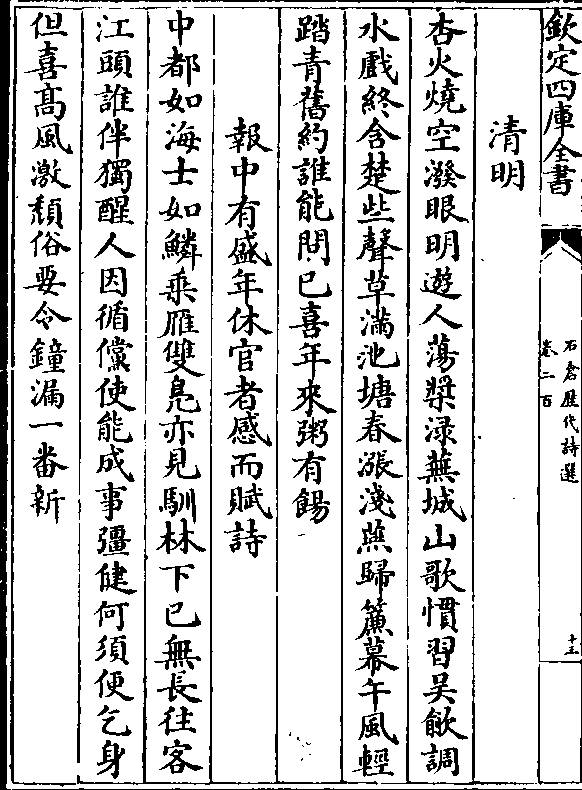 欽定四庫全書
石倉歷代詩選
卷二百
十五
清明
杏火燒空潑眼明遊人蕩槳渌蕪城山歌慣習吳歈調
水戲終含楚些聲草滿池塘春漲淺燕歸簾幕午風輕
踏青舊約誰能問已喜年來粥有餳
報中有盛年休官者感而賦詩
中都如海士如鱗乘雁雙鳧亦見馴林下已無長往客
江頭誰伴獨醒人因循儻使能成事彊健何須便乞身
但喜高風激頹俗要令鐘漏一番新